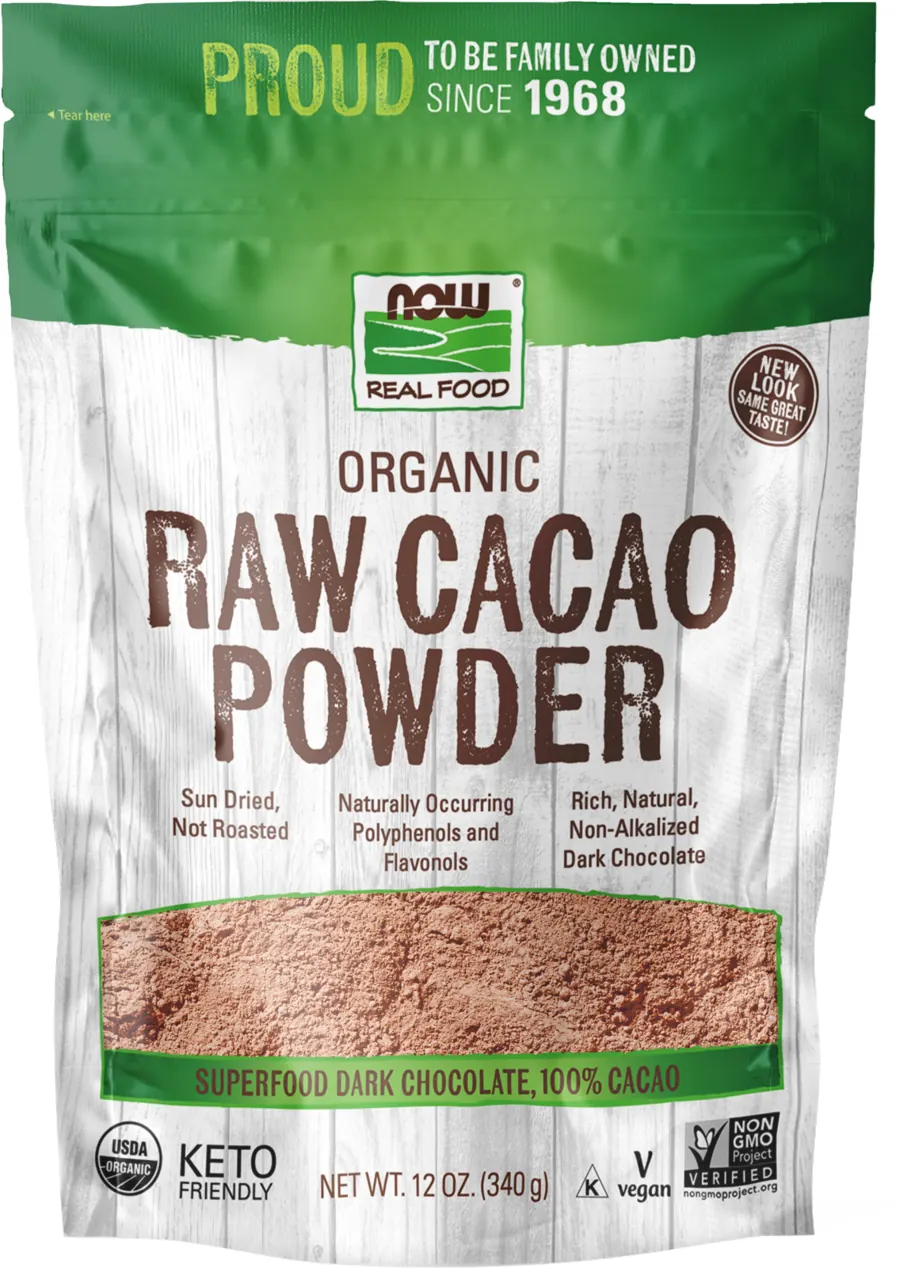 PROUD TO BE FAMILY OWNED
SINCE 1968
Tear here
now®
REAL FOOD
NEW
LOOK
SAME GREAT
TASTE!
ORGANIC
RAW CACAO
POWDER
Sun Dried,
Not Roasted
Naturally Occurring
Polyphenols and
Flavonols
Rich, Natural,
Non-Alkalized
Dark Chocolate
SUPERFOOD DARK CHOCOLATE, 100% CACAO
USDA
ORGANIC
KETO
FRIENDLY
NET WT. 12 OZ. (340 g)
K
V
vegan
NON
GMO
Project
VERIFIED
nongmoproject.org